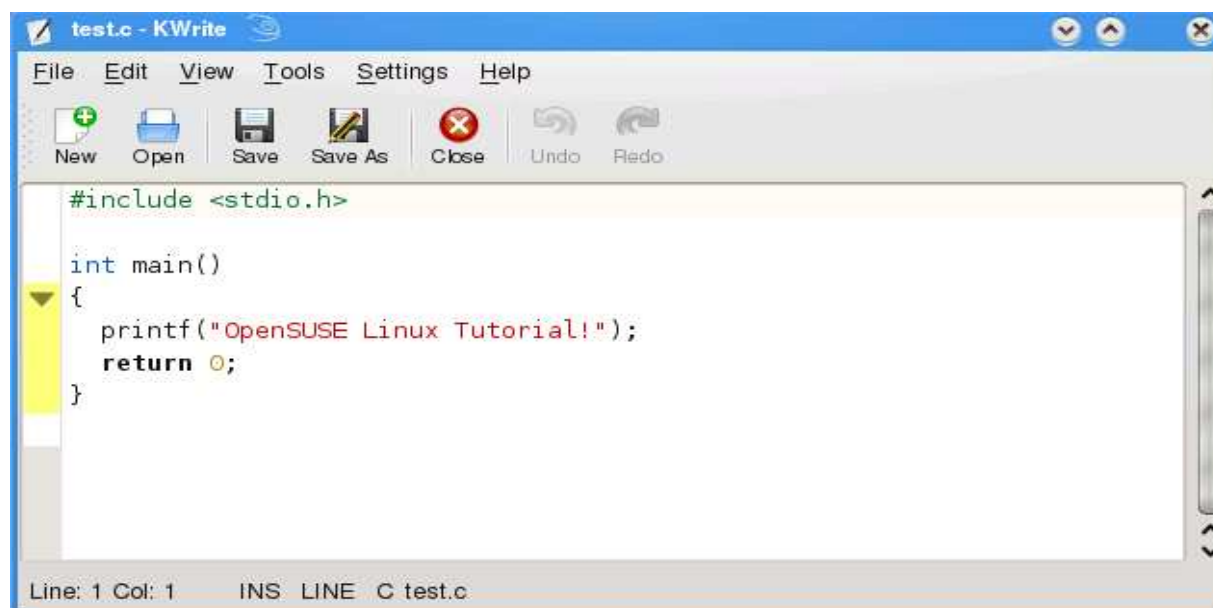 test.c - KWrite
File Edit View Tools Settings Help
New Open Save Save As Close Undo Redo
#include <stdio.h>
int main()
{
printf("OpenSUSE Linux Tutorial!");
return 0;
}
Line: 1 Col: 1 INS LINE C test.c